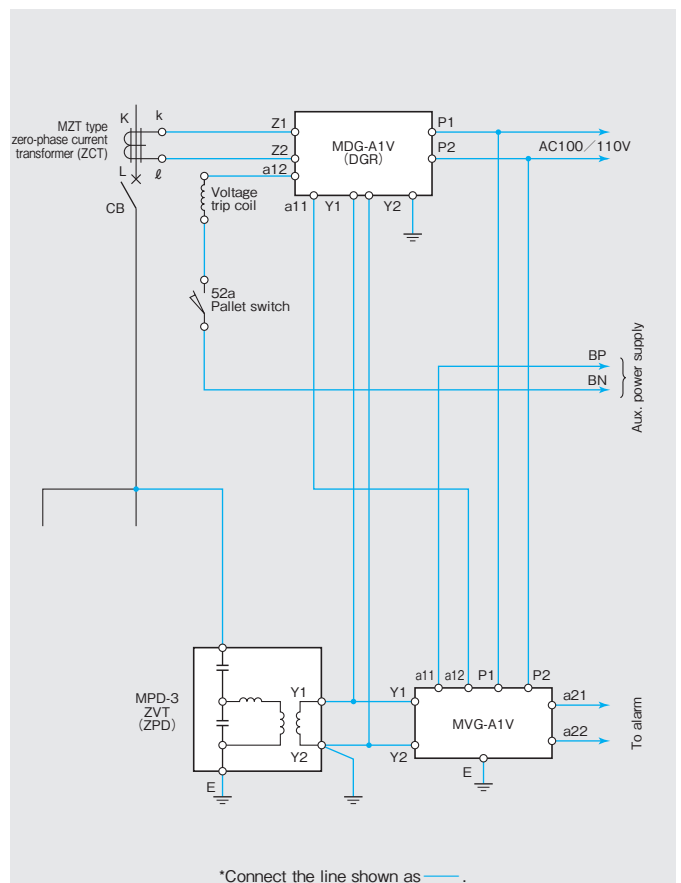 K
k
MZT type
zero-phase current
transformer (ZCT)
L
ℓ
CB
Z1
Z2
a12
MDG-A1V
(DGR)
P1
P2
AC100/110V
a11
Y1
Y2
Voltage
trip coil
52a
Pallet switch
BP
BN
Aux. power supply
MPD-3
ZVT
(ZPD)
Y1
Y2
E
a11
a12
P1
P2
Y1
Y2
MVG-A1V
a21
a22
E
To alarm
*Connect the line shown as .